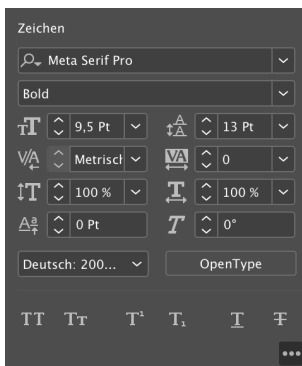 Zeichen
Meta Serif Pro
Bold
9,5 Pt 13 Pt
Metrisch 0
100 % 100 %
0 Pt 0°
Deutsch: 200... OpenType
TT Tт T¹ T₁ T T